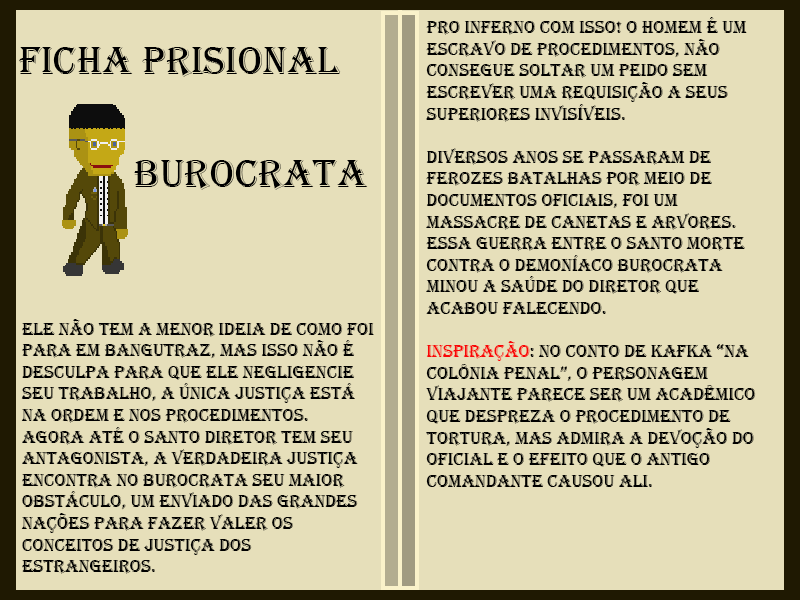 FICHA PRISIONAL
BUROCRATA
ELE NÃO TEM A MENOR IDEIA DE COMO FOI
PARA EM BANGUTRAZ, MAS ISSO NÃO É
DESCULPA PARA QUE ELE NEGLIGENCIE
SEU TRABALHO, A ÚNICA JUSTIÇA ESTÁ
NA ORDEM E NOS PROCEDIMENTOS.
AGORA ATÉ O SANTO DIRETOR TEM SEU
ANTAGONISTA, A VERDADEIRA JUSTIÇA
ENCONTRA NO BUROCRATA SEU MAIOR
OBSTÁCULO, UM ENVIADO DAS GRANDES
NAÇÕES PARA FAZER VALER OS
CONCEITOS DE JUSTIÇA DOS
ESTRANGEIROS.
PRO INFERNO COM ISSO! O HOMEM É UM
ESCRAVO DE PROCEDIMENTOS, NÃO
CONSEGUE SOLTAR UM PEIDO SEM
ESCREVER UMA REQUISIÇÃO A SEUS
SUPERIORES INVISÍVEIS.
DIVERSOS ANOS SE PASSARAM DE
FEROZES BATALHAS POR MEIO DE
DOCUMENTOS OFICIAIS, FOI UM
MASSACRE DE CANETAS E ARVORES.
ESSA GUERRA ENTRE O SANTO MORTE
CONTRA O DEMONÍACO BUROCRATA
MINOU A SAÚDE DO DIRETOR QUE
ACABOU FALECENDO.
INSPIRAÇÃO: NO CONTO DE KAFKA “NA
COLÔNIA PENAL”, O PERSONAGEM
VIAJANTE PARECE SER UM ACADÊMICO
QUE DESPREZA O PROCEDIMENTO DE
TORTURA, MAS ADMIRA A DEVOÇÃO DO
OFICIAL E O EFEITO QUE O ANTIGO
COMANDANTE CAUSOU ALI.